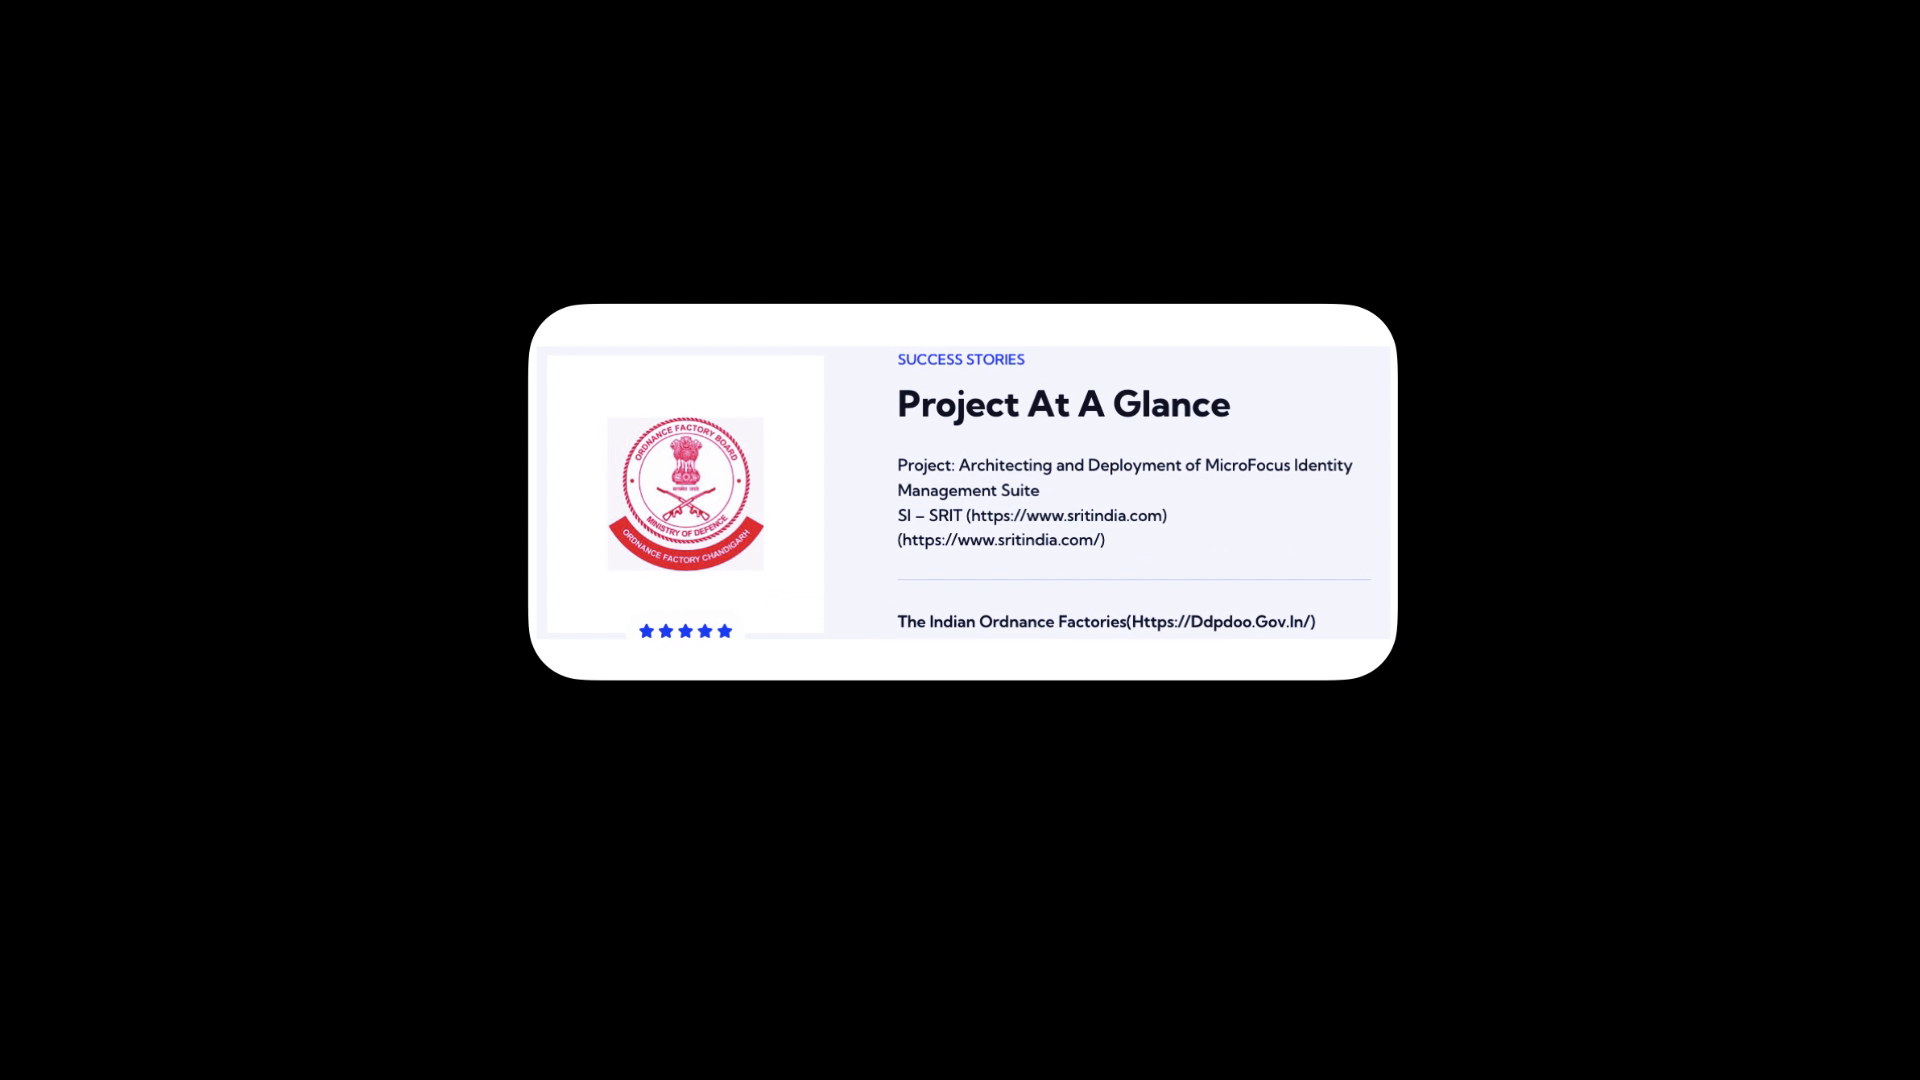 ORDNANCE FACTORY BOARD
MINISTRY OF DEFENCE
ORDNANCE FACTORY CHANDIGARH
SUCCESS STORIES
Project At A Glance
Project: Architecting and Deployment of MicroFocus Identity
Management Suite
SI – SRIT (https://www.sritindia.com)
(https://www.sritindia.com/)
The Indian Ordnance Factories(Https://Ddpdoo.Gov.In/)